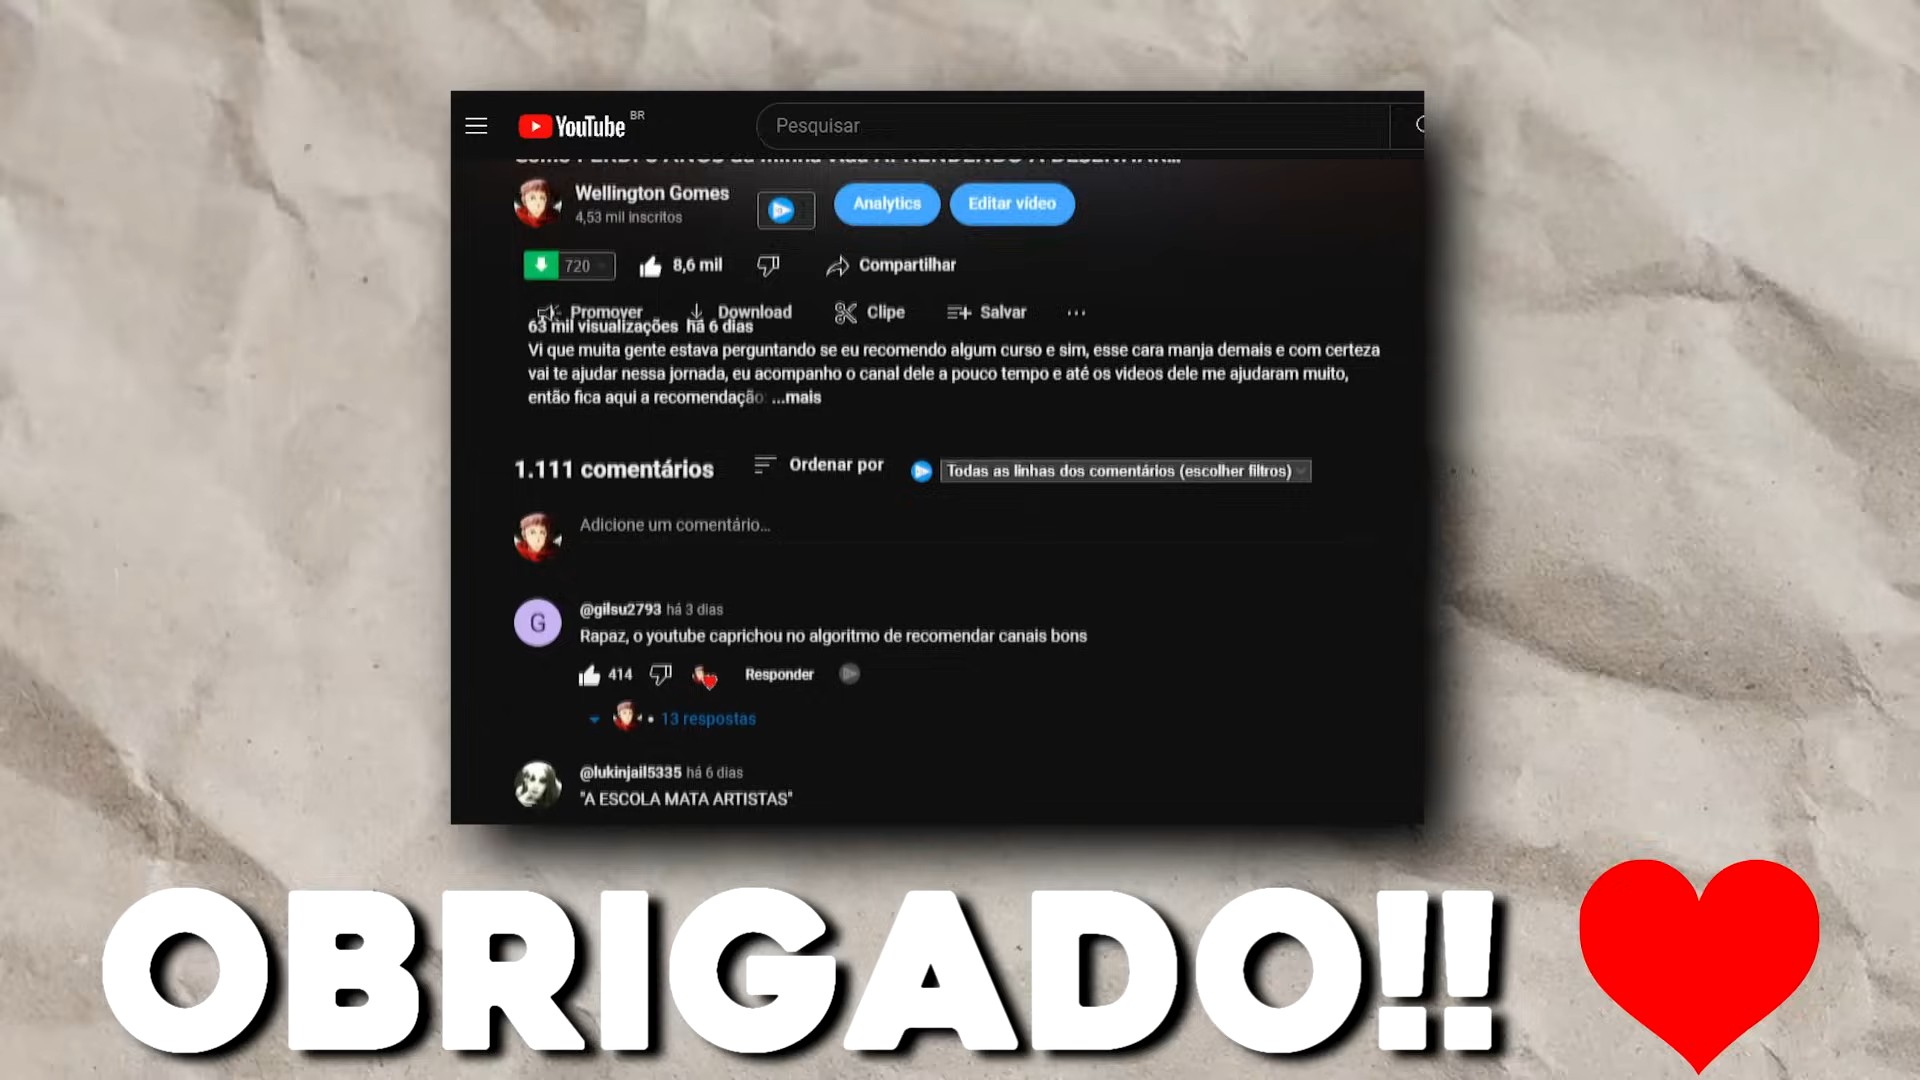 YouTube BR
Pesquisar
Wellington Gomes
4,53 mil inscritos
Analytics
Editar vídeo
720
8,6 mil
Compartilhar
Promover
Download
Clipe
Salvar
...
63 mil visualizações há 6 dias
Vi que muita gente estava perguntando se eu recomendo algum curso e sim, esse cara manja demais e com certeza
vai te ajudar nessa jornada, eu acompanho o canal dele a pouco tempo e até os videos dele me ajudaram muito,
então fica aqui a recomendação ...mais
1.111 comentários
Ordenar por
Todas as linhas dos comentários (escolher filtros)
Adicione um comentário...
G
@gilsu2793 há 3 dias
Rapaz, o youtube caprichou no algoritmo de recomendar canais bons
414
Responder
13 respostas
@lukinjail5335 há 6 dias
"A ESCOLA MATA ARTISTAS"
OBRIGADO!!